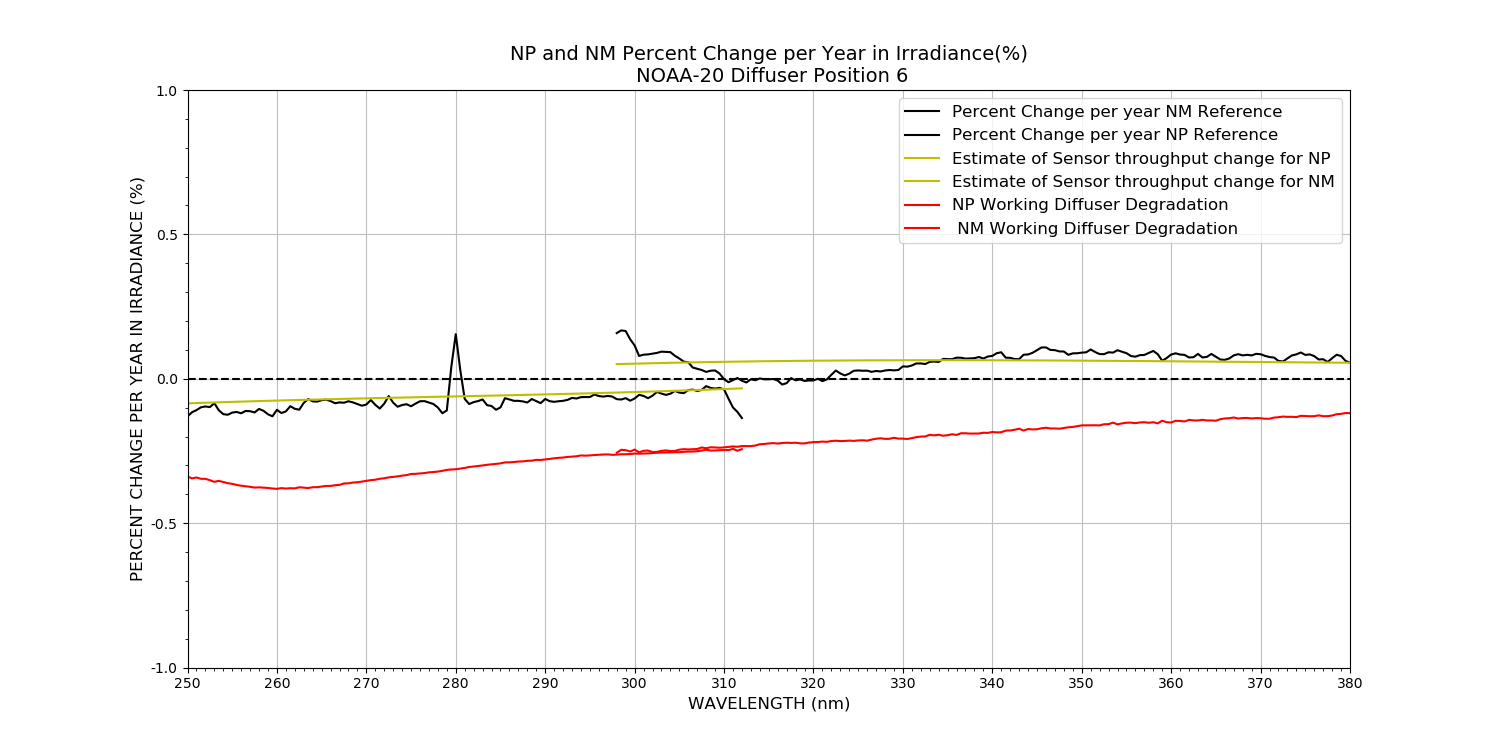 NP and NM Percent Change per Year in Irradiance(%)
NOAA-20 Diffuser Position 6
PERCENT CHANGE PER YEAR IN IRRADIANCE (%)
1.0
0.5
0.0
-0.5
-1.0
Percent Change per year NM Reference
Percent Change per year NP Reference
Estimate of Sensor throughput change for NP
Estimate of Sensor throughput change for NM
NP Working Diffuser Degradation
NM Working Diffuser Degradation
250 260 270 280 290 300 310 320 330 340 350 360 370 380
WAVELENGTH (nm)